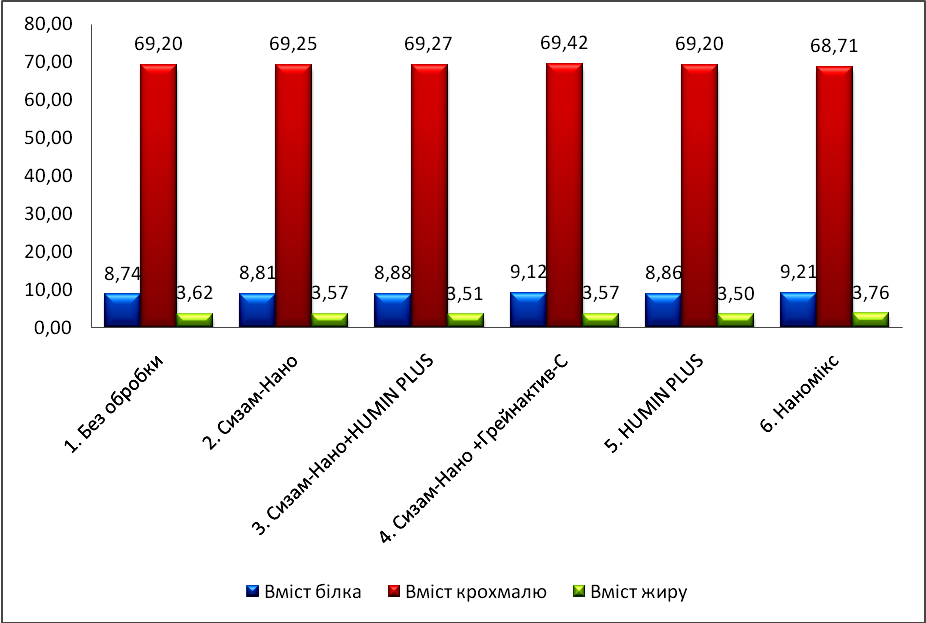 80,00
70,00
60,00
50,00
40,00
30,00
20,00
10,00
0,00
69,20 69,25 69,27 69,42 69,20 68,71
8,74 8,81 8,88 9,12 8,86 9,21
3,62 3,57 3,51 3,57 3,50 3,76
1. Без обробки
2. Сизам-Нано
3. Сизам-Нано+HUMIN PLUS
4. Сизам-Нано +Грейнактив-С
5. HUMIN PLUS
6. Наномікс
Вміст білка Вміст крохмалю Вміст жиру